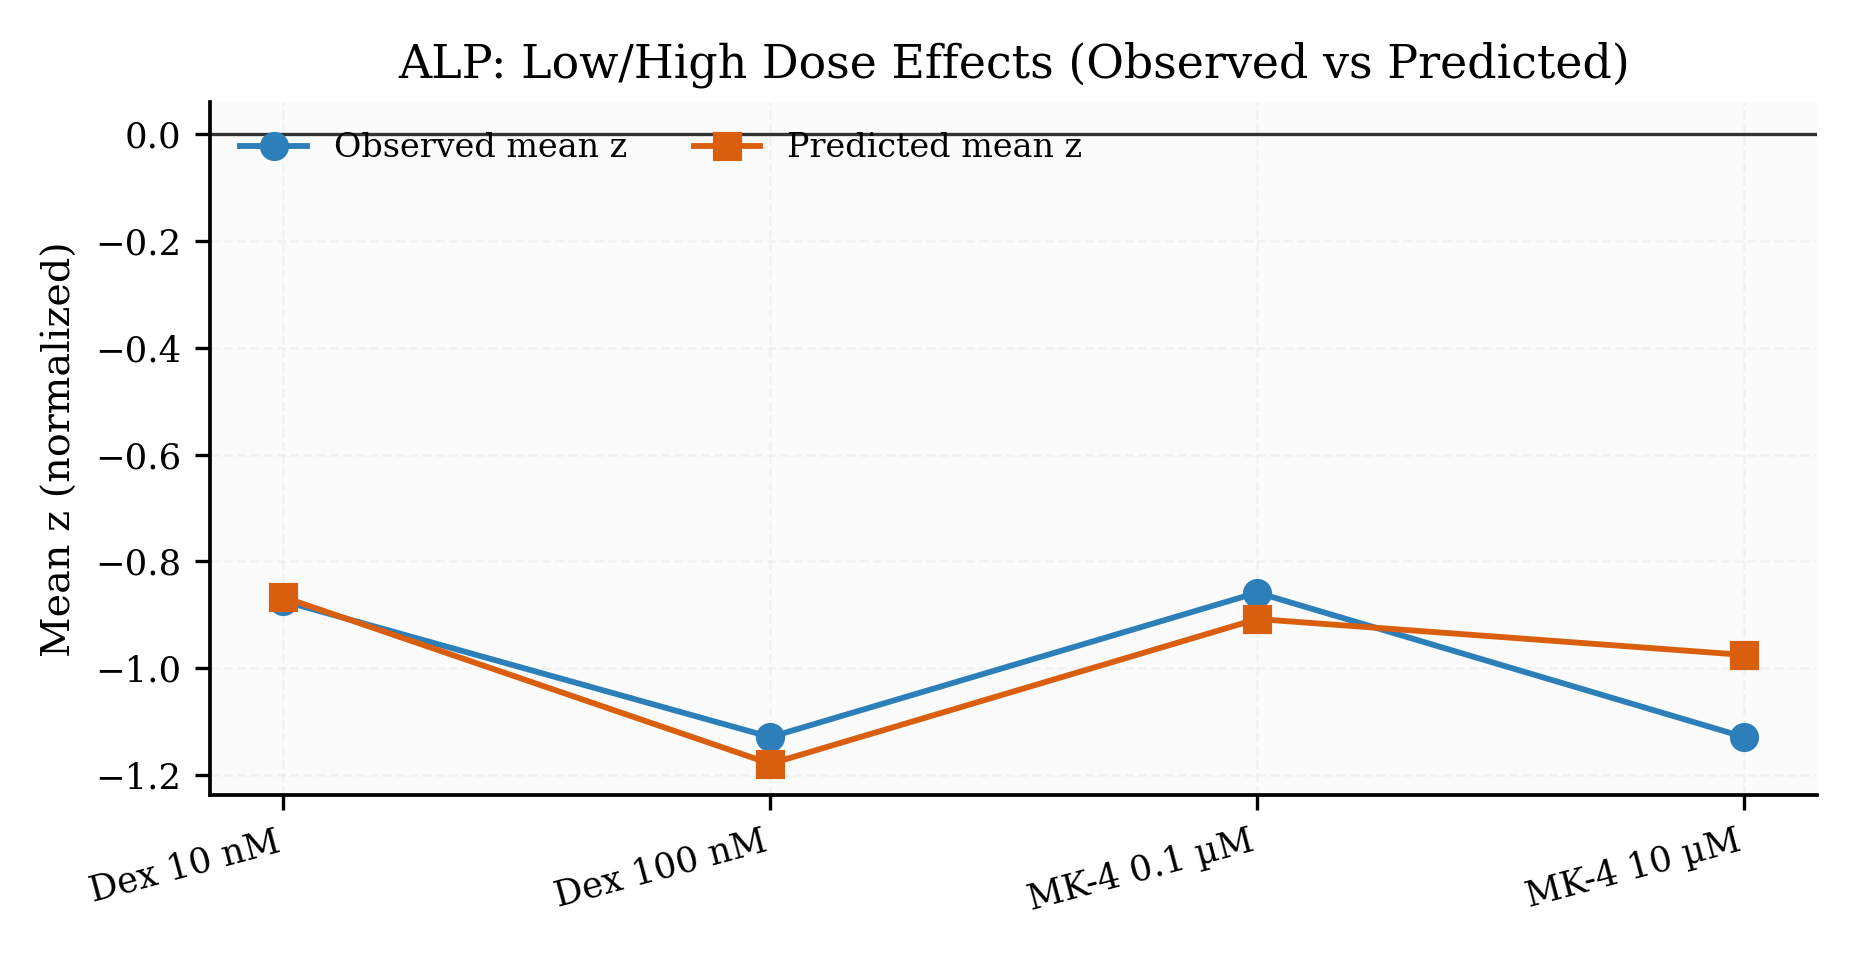 ALP: Low/High Dose Effects (Observed vs Predicted)
Observed mean z
Predicted mean z
Mean z (normalized)
0.0
−0.2
−0.4
−0.6
−0.8
−1.0
−1.2
Dex 10 nM
Dex 100 nM
MK-4 0.1 µM
MK-4 10 µM